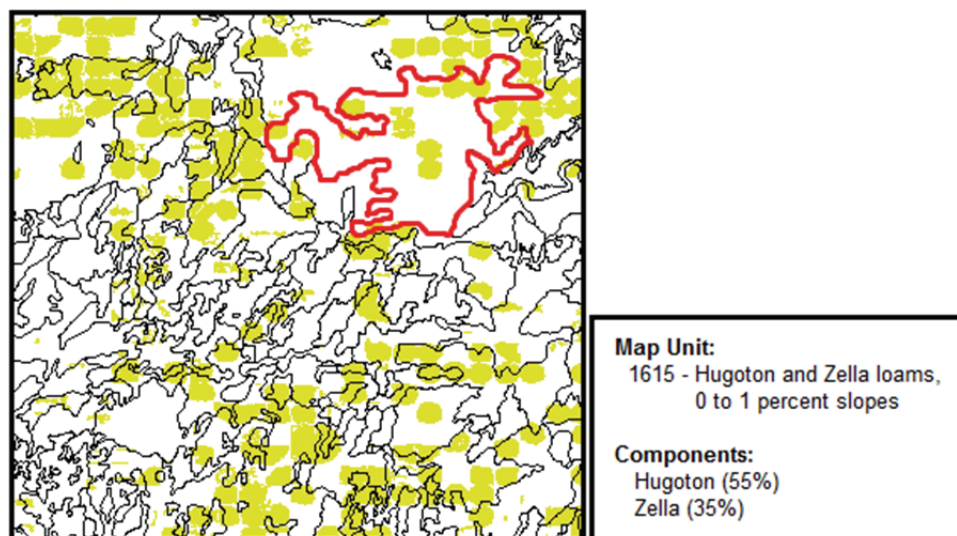 Map Unit:
1615 - Hugoton and Zella loams,
0 to 1 percent slopes
Components:
Hugoton (55%)
Zella (35%)